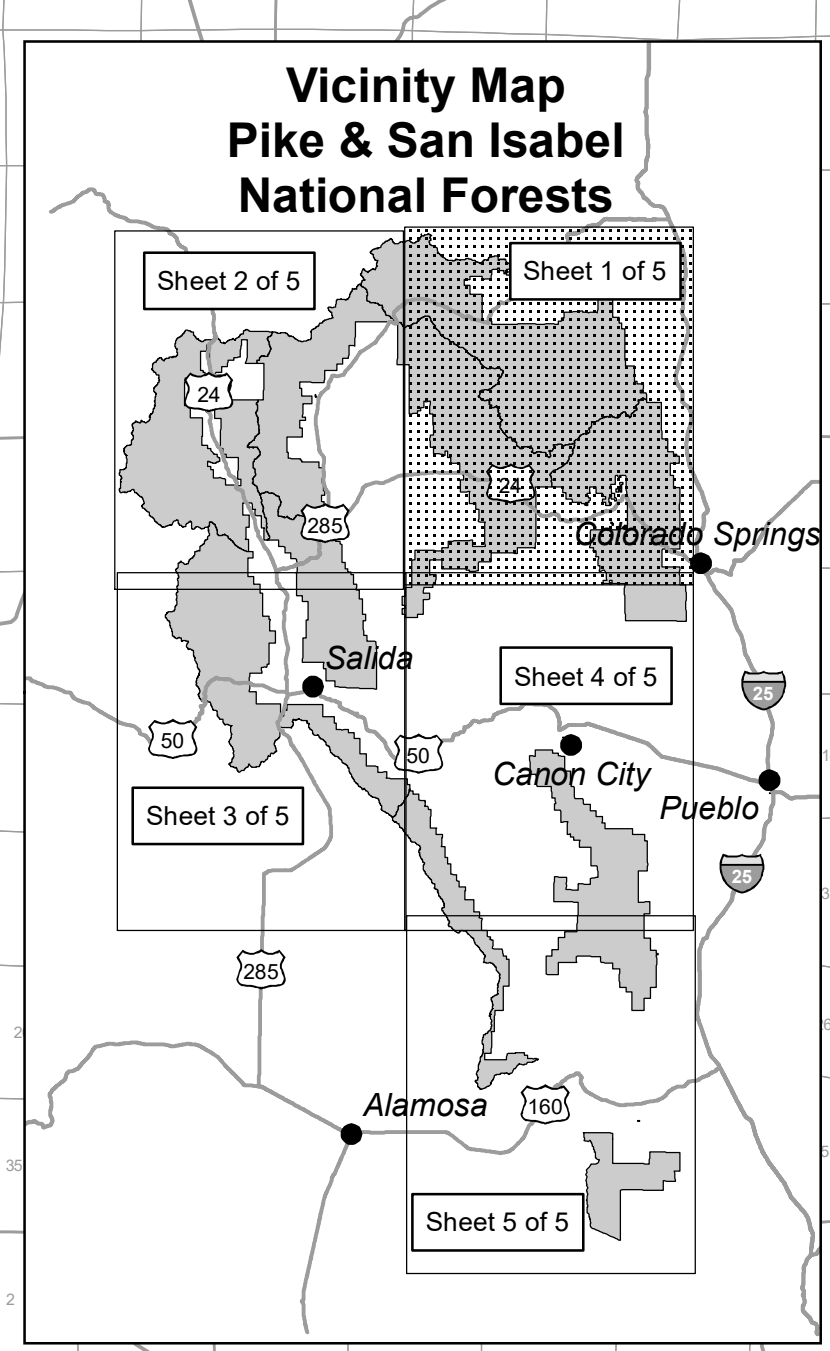 Vicinity Map
Pike & San Isabel
National Forests
Sheet 2 of 5
Sheet 1 of 5
24
24
285
Colorado Springs
Salida
Sheet 4 of 5
25
50
50
Canon City
Pueblo
Sheet 3 of 5
25
285
Alamosa
160
35
Sheet 5 of 5
2